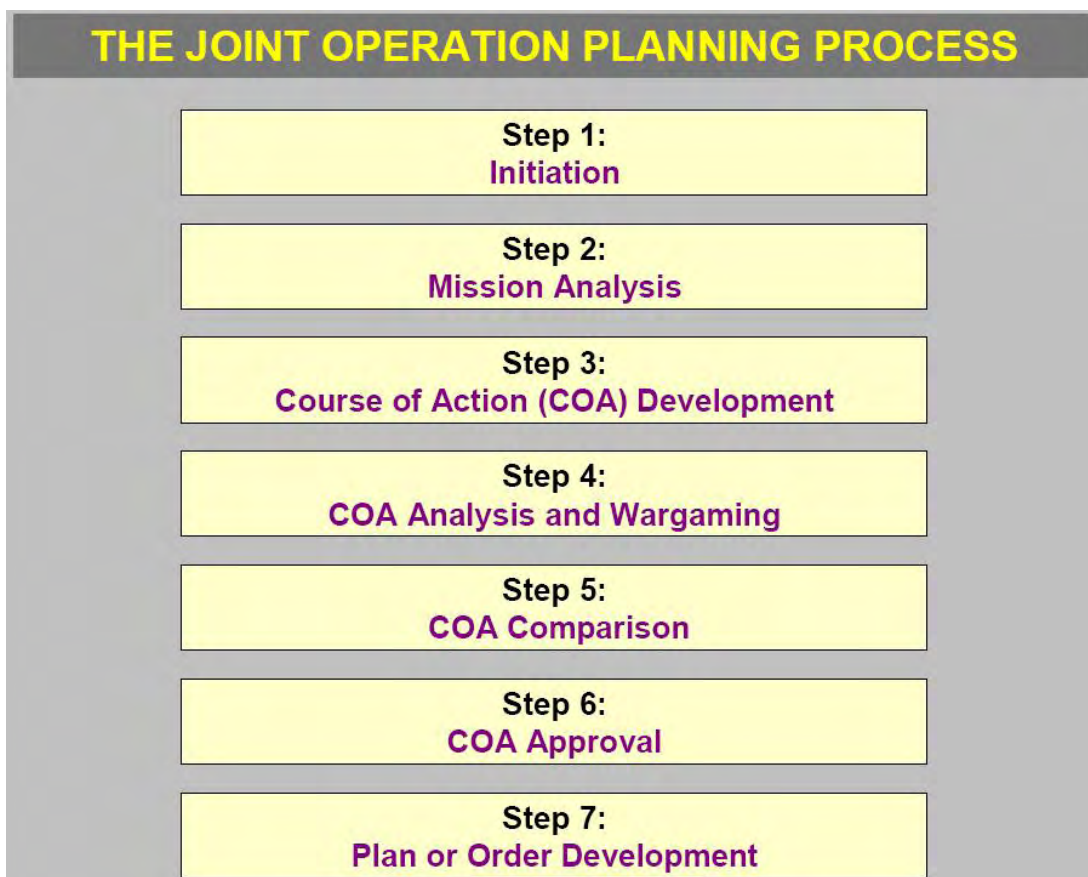 THE JOINT OPERATION PLANNING PROCESS
Step 1:
Initiation
Step 2:
Mission Analysis
Step 3:
Course of Action (COA) Development
Step 4:
COA Analysis and Wargaming
Step 5:
COA Comparison
Step 6:
COA Approval
Step 7:
Plan or Order Development